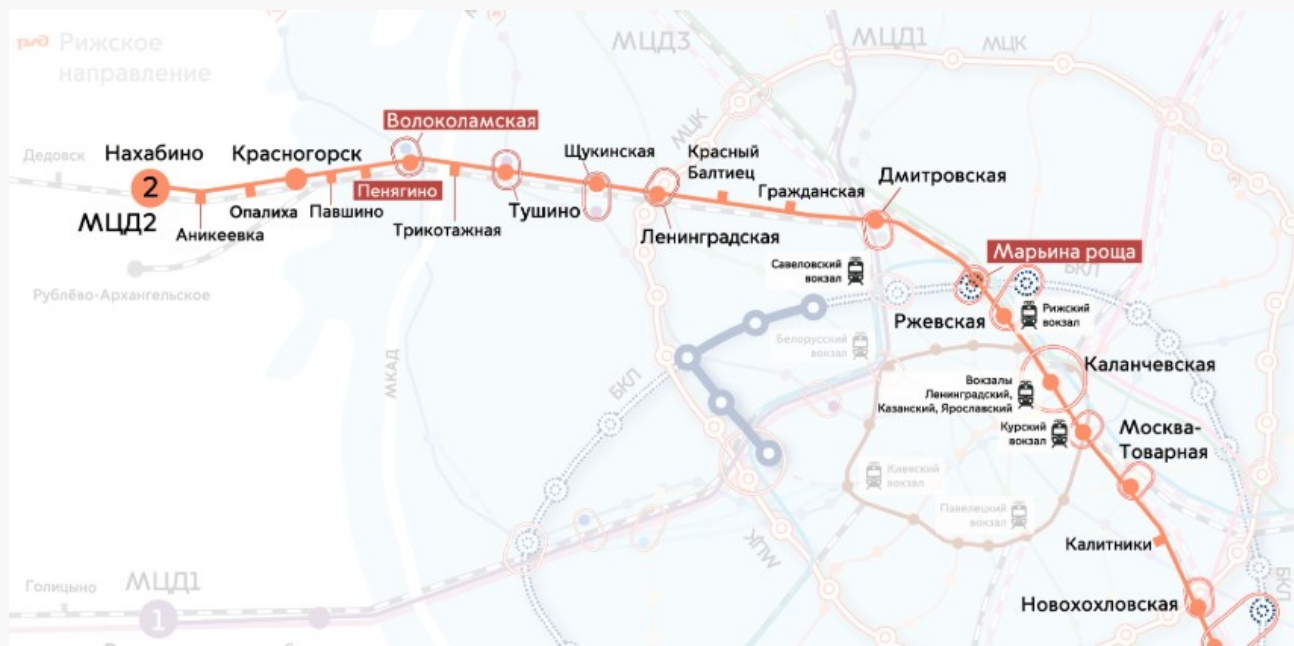 ржд Рижское
направление
МЦД3
МЦД1
МЦК
Волоколамская
МЦК
Дедовск
Нахабино
Красногорск
Щукинская
Красный
Балтиец
Гражданская
Дмитровская
2
МЦД2
Аникеевка
Опалиха
Павшино
Пенягино
Трикотажная
Тушино
Ленинградская
Марьина роща
БКЛ
Савеловский
вокзал
Рублёво-Архангельское
Ржевская
Рижский
вокзал
Белорусский
вокзал
МКАД
БКЛ
Каланчевская
Вокзалы
Ленинградский,
Казанский, Ярославский
Курский
вокзал
Москва-
Товарная
Киевский
вокзал
Павелецкий
вокзал
МЦК
Калитники
Голицыно
МЦД1
1
БКЛ
Новохохловская